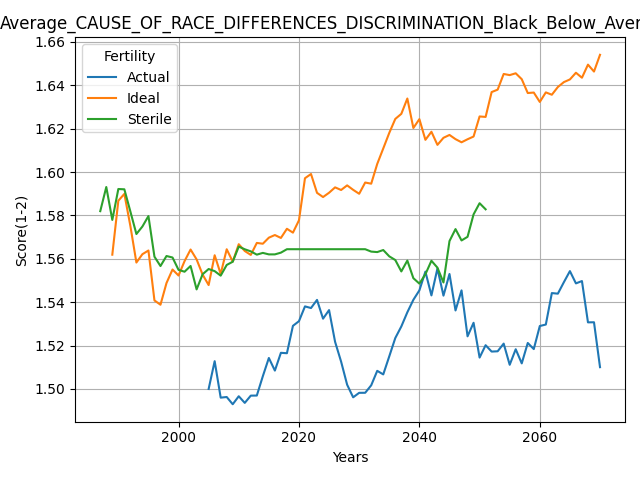 Average_CAUSE_OF_RACE_DIFFERENCES_DISCRIMINATION_Black_Below_Aver
Fertility
Actual
Ideal
Sterile
Score(1-2)
1.66
1.64
1.62
1.60
1.58
1.56
1.54
1.52
1.50
2000 2020 2040 2060
Years